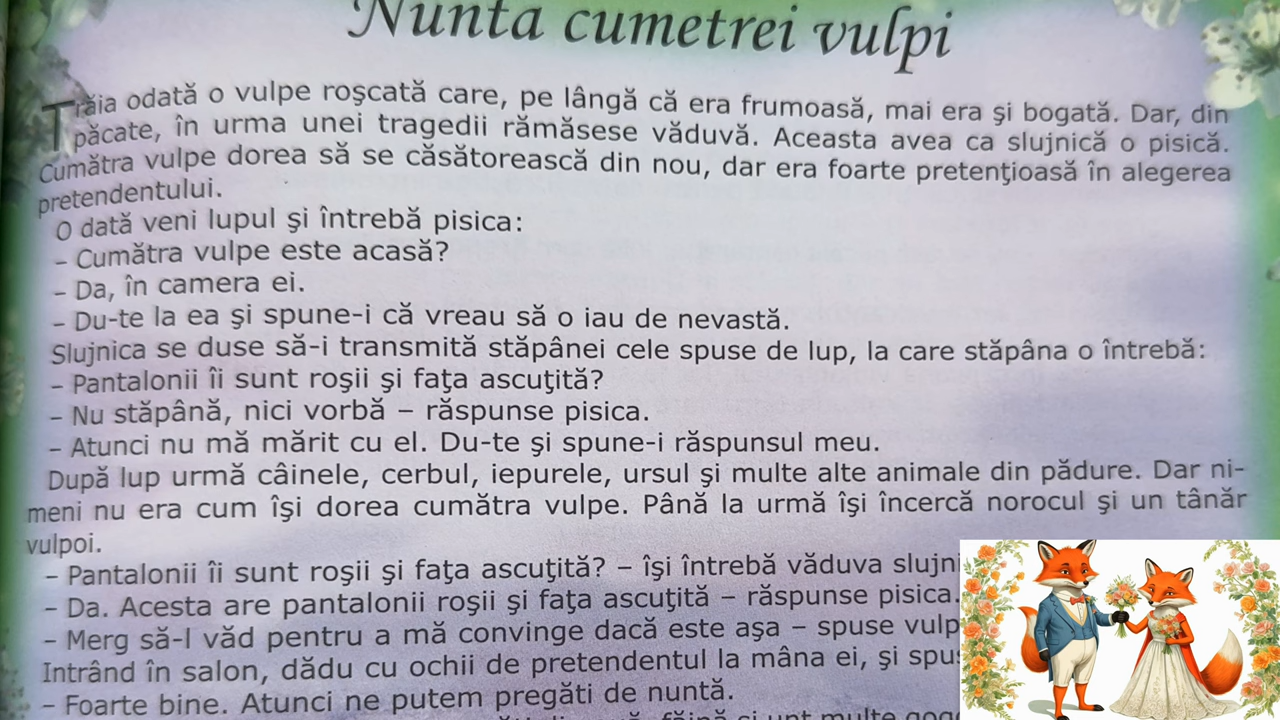 Nunta cumetrei vulpi
Trăia odată o vulpe roşcată care, pe lângă că era frumoasă, mai era şi bogată. Dar, din
păcate, în urma unei tragedii rămăsese văduvă. Aceasta avea ca slujnică o pisică.
Cumătra vulpe dorea să se căsătorească din nou, dar era foarte pretenţioasă în alegerea
pretendentului.
O dată veni lupul şi întrebă pisica:
– Cumătra vulpe este acasă?
– Da, în camera ei.
– Du-te la ea şi spune-i că vreau să o iau de nevastă.
Slujnica se duse să-i transmită stăpânei cele spuse de lup, la care stăpâna o întrebă:
– Pantalonii îi sunt roşii şi faţa ascuţită?
– Nu stăpână, nici vorbă – răspunse pisica.
– Atunci nu mă mărit cu el. Du-te şi spune-i răspunsul meu.
După lup urmă câinele, cerbul, iepurele, ursul şi multe alte animale din pădure. Dar ni-
meni nu era cum îşi dorea cumătra vulpe. Până la urmă îşi încercă norocul şi un tânăr
vulpoi.
– Pantalonii îi sunt roşii şi faţa ascuţită? – îşi întrebă văduva slujni
– Da. Acesta are pantalonii roşii şi faţa ascuţită – răspunse pisica.
– Merg să-l văd pentru a mă convinge dacă este aşa – spuse vulp
Intrând în salon, dădu cu ochii de pretendentul la mâna ei, şi spus
– Foarte bine. Atunci ne putem pregăti de nuntă.
făină şi unt multe